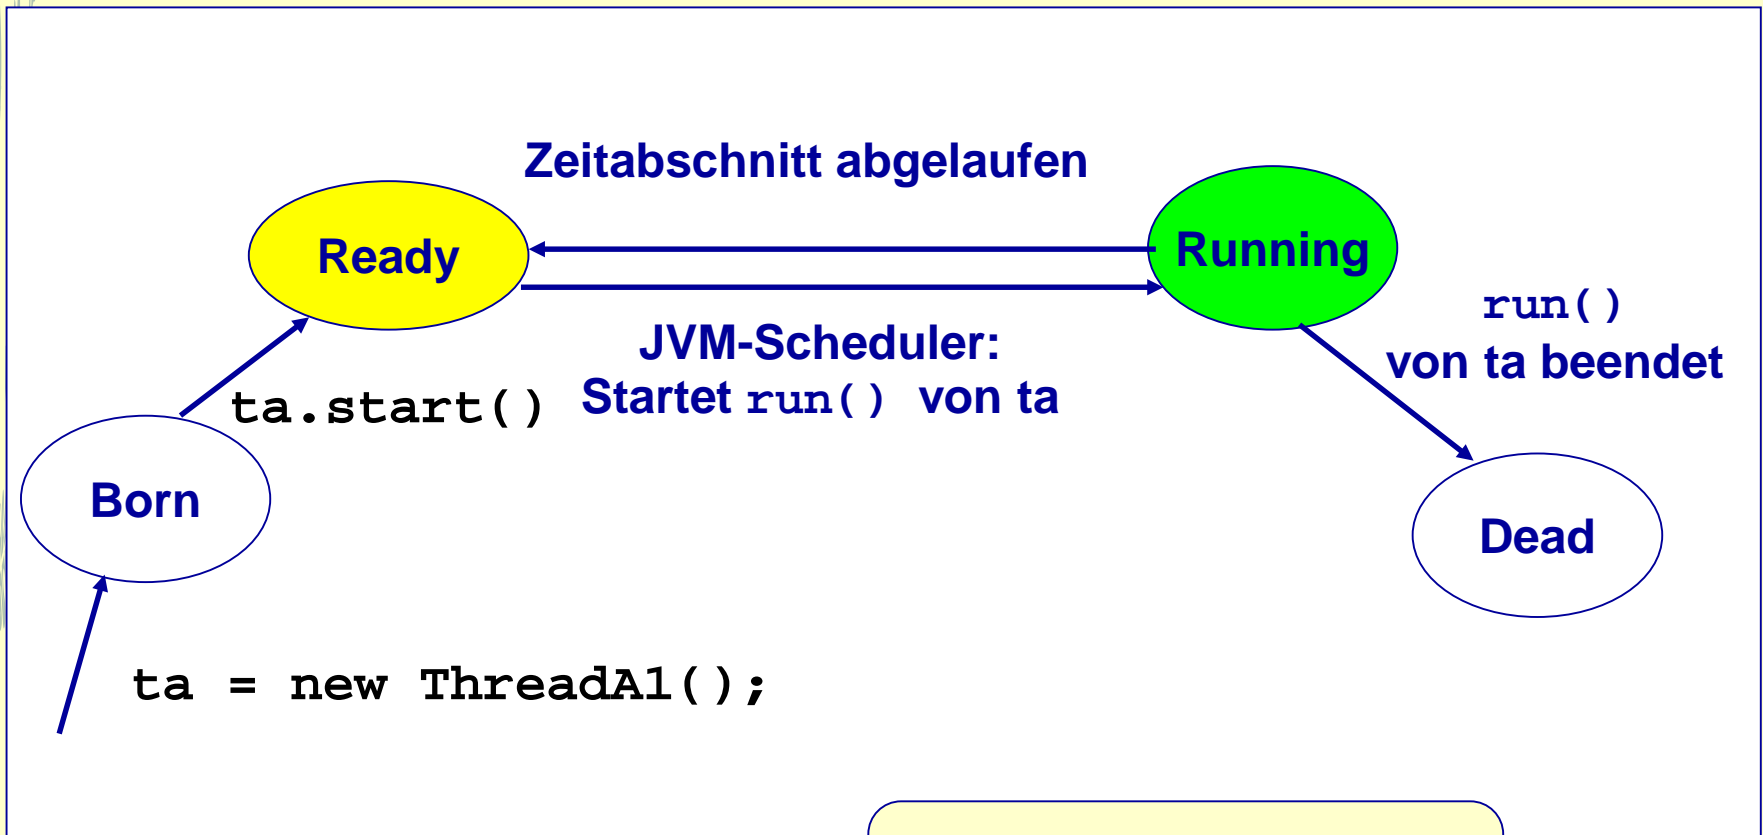 Zeitabschnitt abgelaufen
Ready
Running
run()
von ta beendet
JVM-Scheduler:
Startet run() von ta
ta.start()
Born
Dead
ta = new ThreadA1();